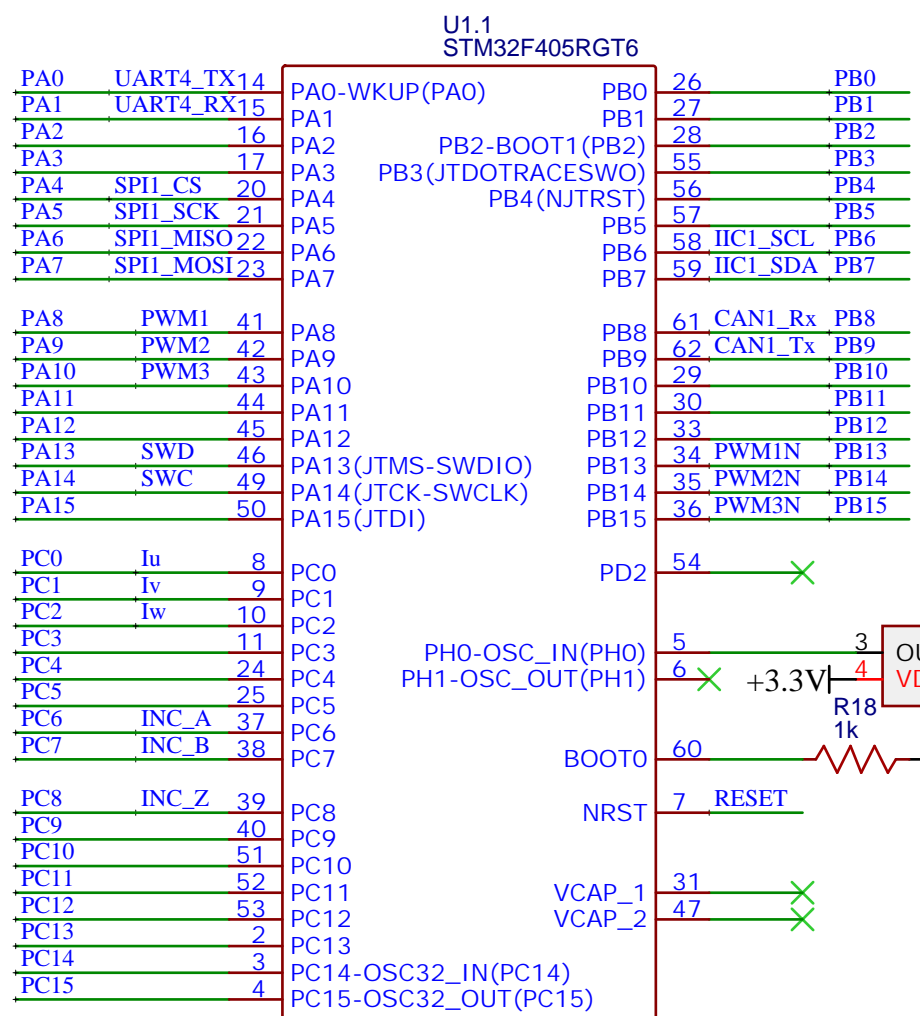 U1.1
STM32F405RGT6
PA0 UART4_TX 14 PA0-WKUP(PA0) PB0 26 PB0
PA1 UART4_RX 15 PA1 PB1 27 PB1
PA2 16 PA2 PB2-BOOT1(PB2) 28 PB2
PA3 17 PA3 PB3(JTDOTRACESWO) 55 PB3
PA4 SPI1_CS 20 PA4 PB4(NJTRST) 56 PB4
PA5 SPI1_SCK 21 PA5 PB5 57 PB5
PA6 SPI1_MISO 22 PA6 PB6 58 IIC1_SCL PB6
PA7 SPI1_MOSI 23 PA7 PB7 59 IIC1_SDA PB7
PA8 PWM1 41 PA8 PB8 61 CAN1_Rx PB8
PA9 PWM2 42 PA9 PB9 62 CAN1_Tx PB9
PA10 PWM3 43 PA10 PB10 29 PB10
PA11 44 PA11 PB11 30 PB11
PA12 45 PA12 PB12 33 PB12
PA13 SWD 46 PA13(JTMS-SWDIO) PB13 34 PWM1N PB13
PA14 SWC 49 PA14(JTCK-SWCLK) PB14 35 PWM2N PB14
PA15 50 PA15(JTDI) PB15 36 PWM3N PB15
PC0 Iu 8 PC0 PD2 54
PC1 Iv 9 PC1
PC2 Iw 10 PC2
PC3 11 PC3 PH0-OSC_IN(PH0) 5 3 OU
PC4 24 PC4 PH1-OSC_OUT(PH1) 6 +3.3V 4 VD
PC5 25 PC5 R18
PC6 INC_A 37 PC6 1k
PC7 INC_B 38 PC7 BOOT0 60
PC8 INC_Z 39 PC8 NRST 7 RESET
PC9 40 PC9
PC10 51 PC10
PC11 52 PC11 VCAP_1 31
PC12 53 PC12 VCAP_2 47
PC13 2 PC13
PC14 3 PC14-OSC32_IN(PC14)
PC15 4 PC15-OSC32_OUT(PC15)